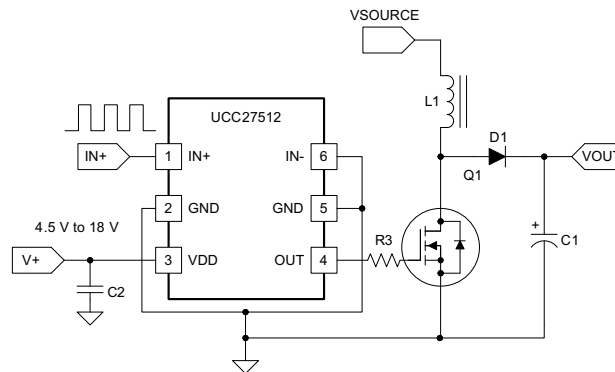 VSOURCE
L1
UCC27512
D1
IN+
1
IN+
IN-
6
VOUT
Q1
2
GND
GND
5
4.5 V to 18 V
R3
+
C1
V+
3
VDD
OUT
4
C2